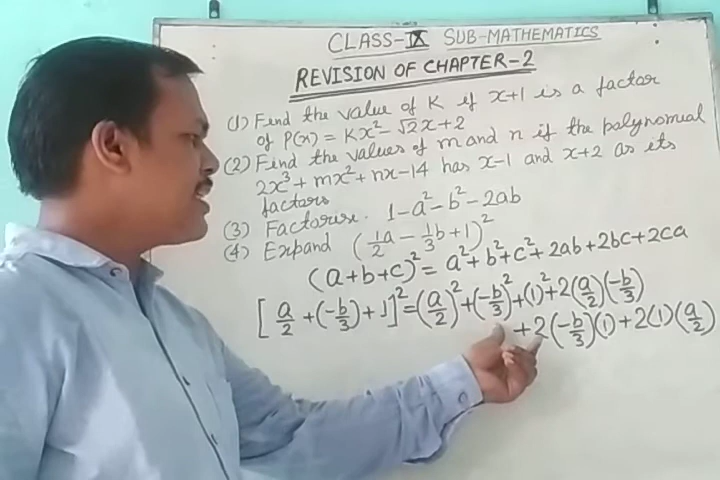 CLASS-IX SUB-MATHEMATICS
REVISION OF CHAPTER-2
(1) Find the value of K if x+1 is a factor
of P(x) = Kx² √2x+2
(2) Find the values of m and n if the polynomial
2x³+mx²+nx-14 has x-1 and x+2 as its
factors
(3) Factorise. 1-a²-b²-2ab
(4) Expand (1/2a-1/3b+1)²
(a+b+c)² = a²+b²+c²+2ab+2bc+2ca
[a/2+(-b/3)+1]²=(a/2)²+(-b/3)²+(1)²+2(a/2)(-b/3)
+2(-b/3)(1)+2(1)(a/2)